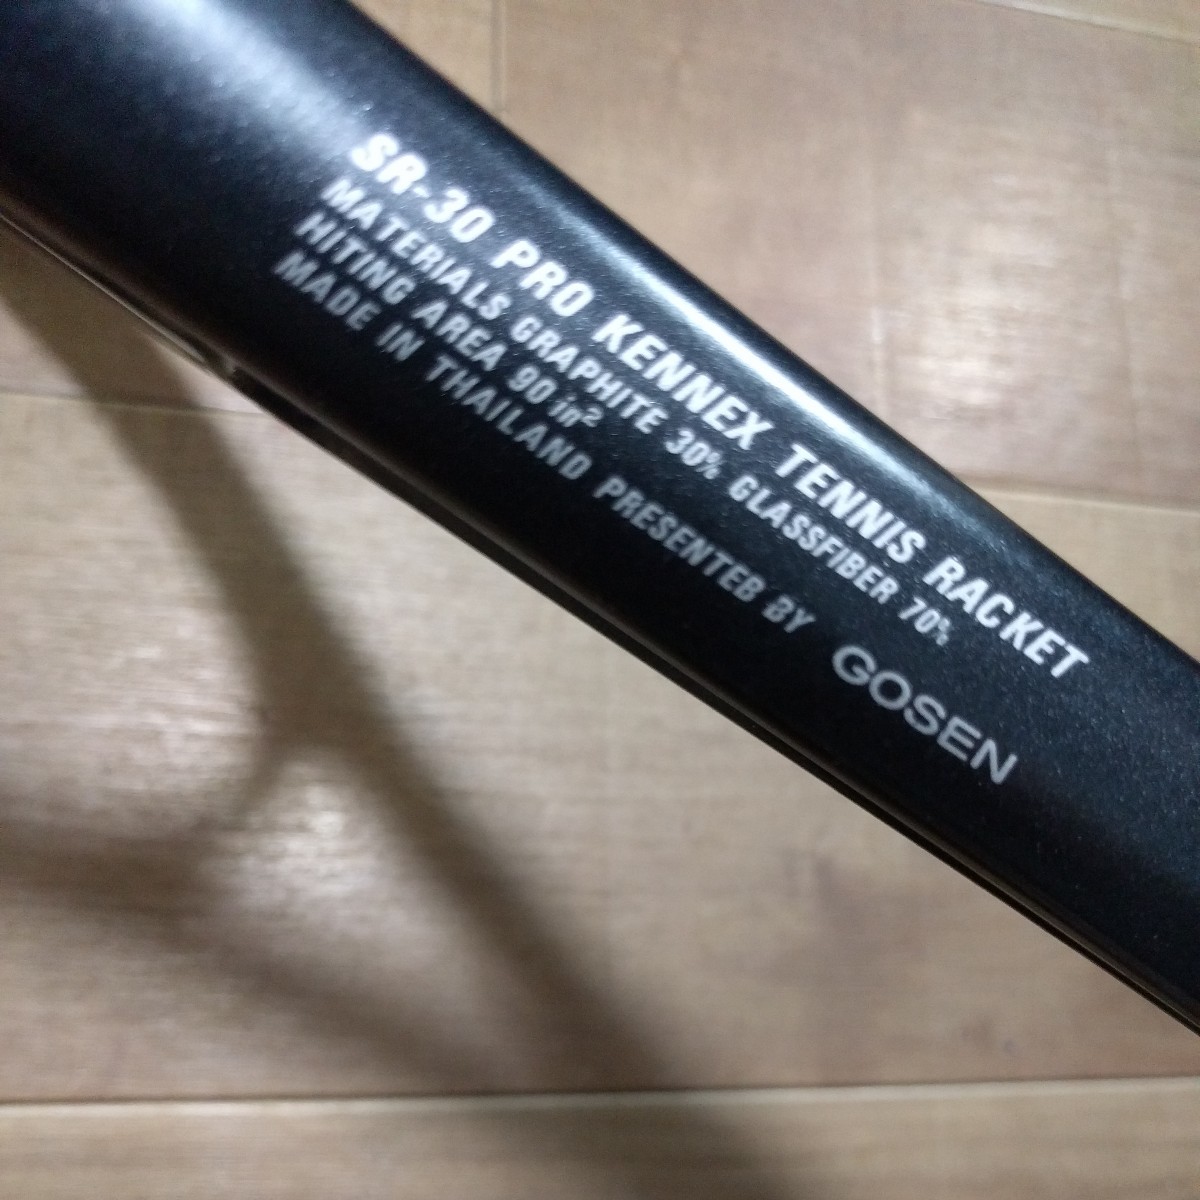 SR-30 PRO KENNEX TENNIS RACKET
MATERIALS GRAPHITE 30% GLASSFIBER 70%
HITING AREA 90 in²
MADE IN THAILAND PRESENTEB BY GOSEN